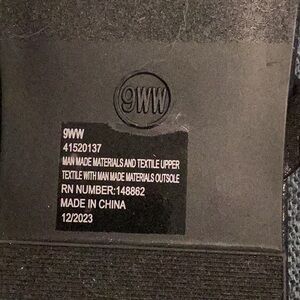 9WW
9WW
41520137
MAN MADE MATERIALS AND TEXTILE UPPER
TEXTILE WITH MAN MADE MATERIALS OUTSOLE
RN NUMBER:148862
MADE IN CHINA
12/2023